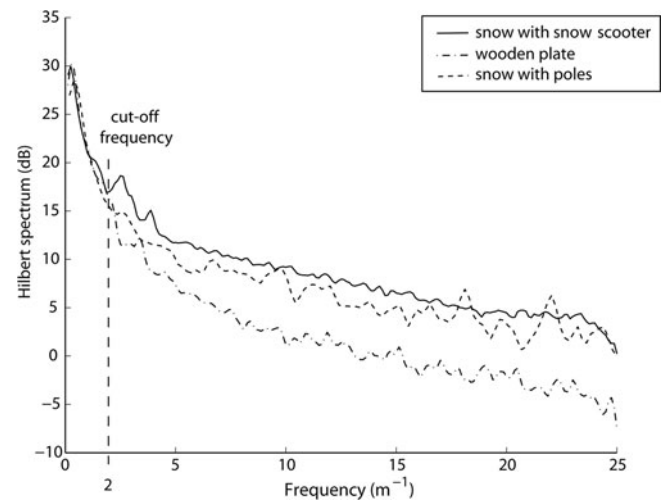 35
30
25
20
15
10
5
0
−5
−10
Hilbert spectrum (dB)
cut-off
frequency
snow with snow scooter
wooden plate
snow with poles
0 5 10 15 20 25
2
Frequency (m⁻¹)